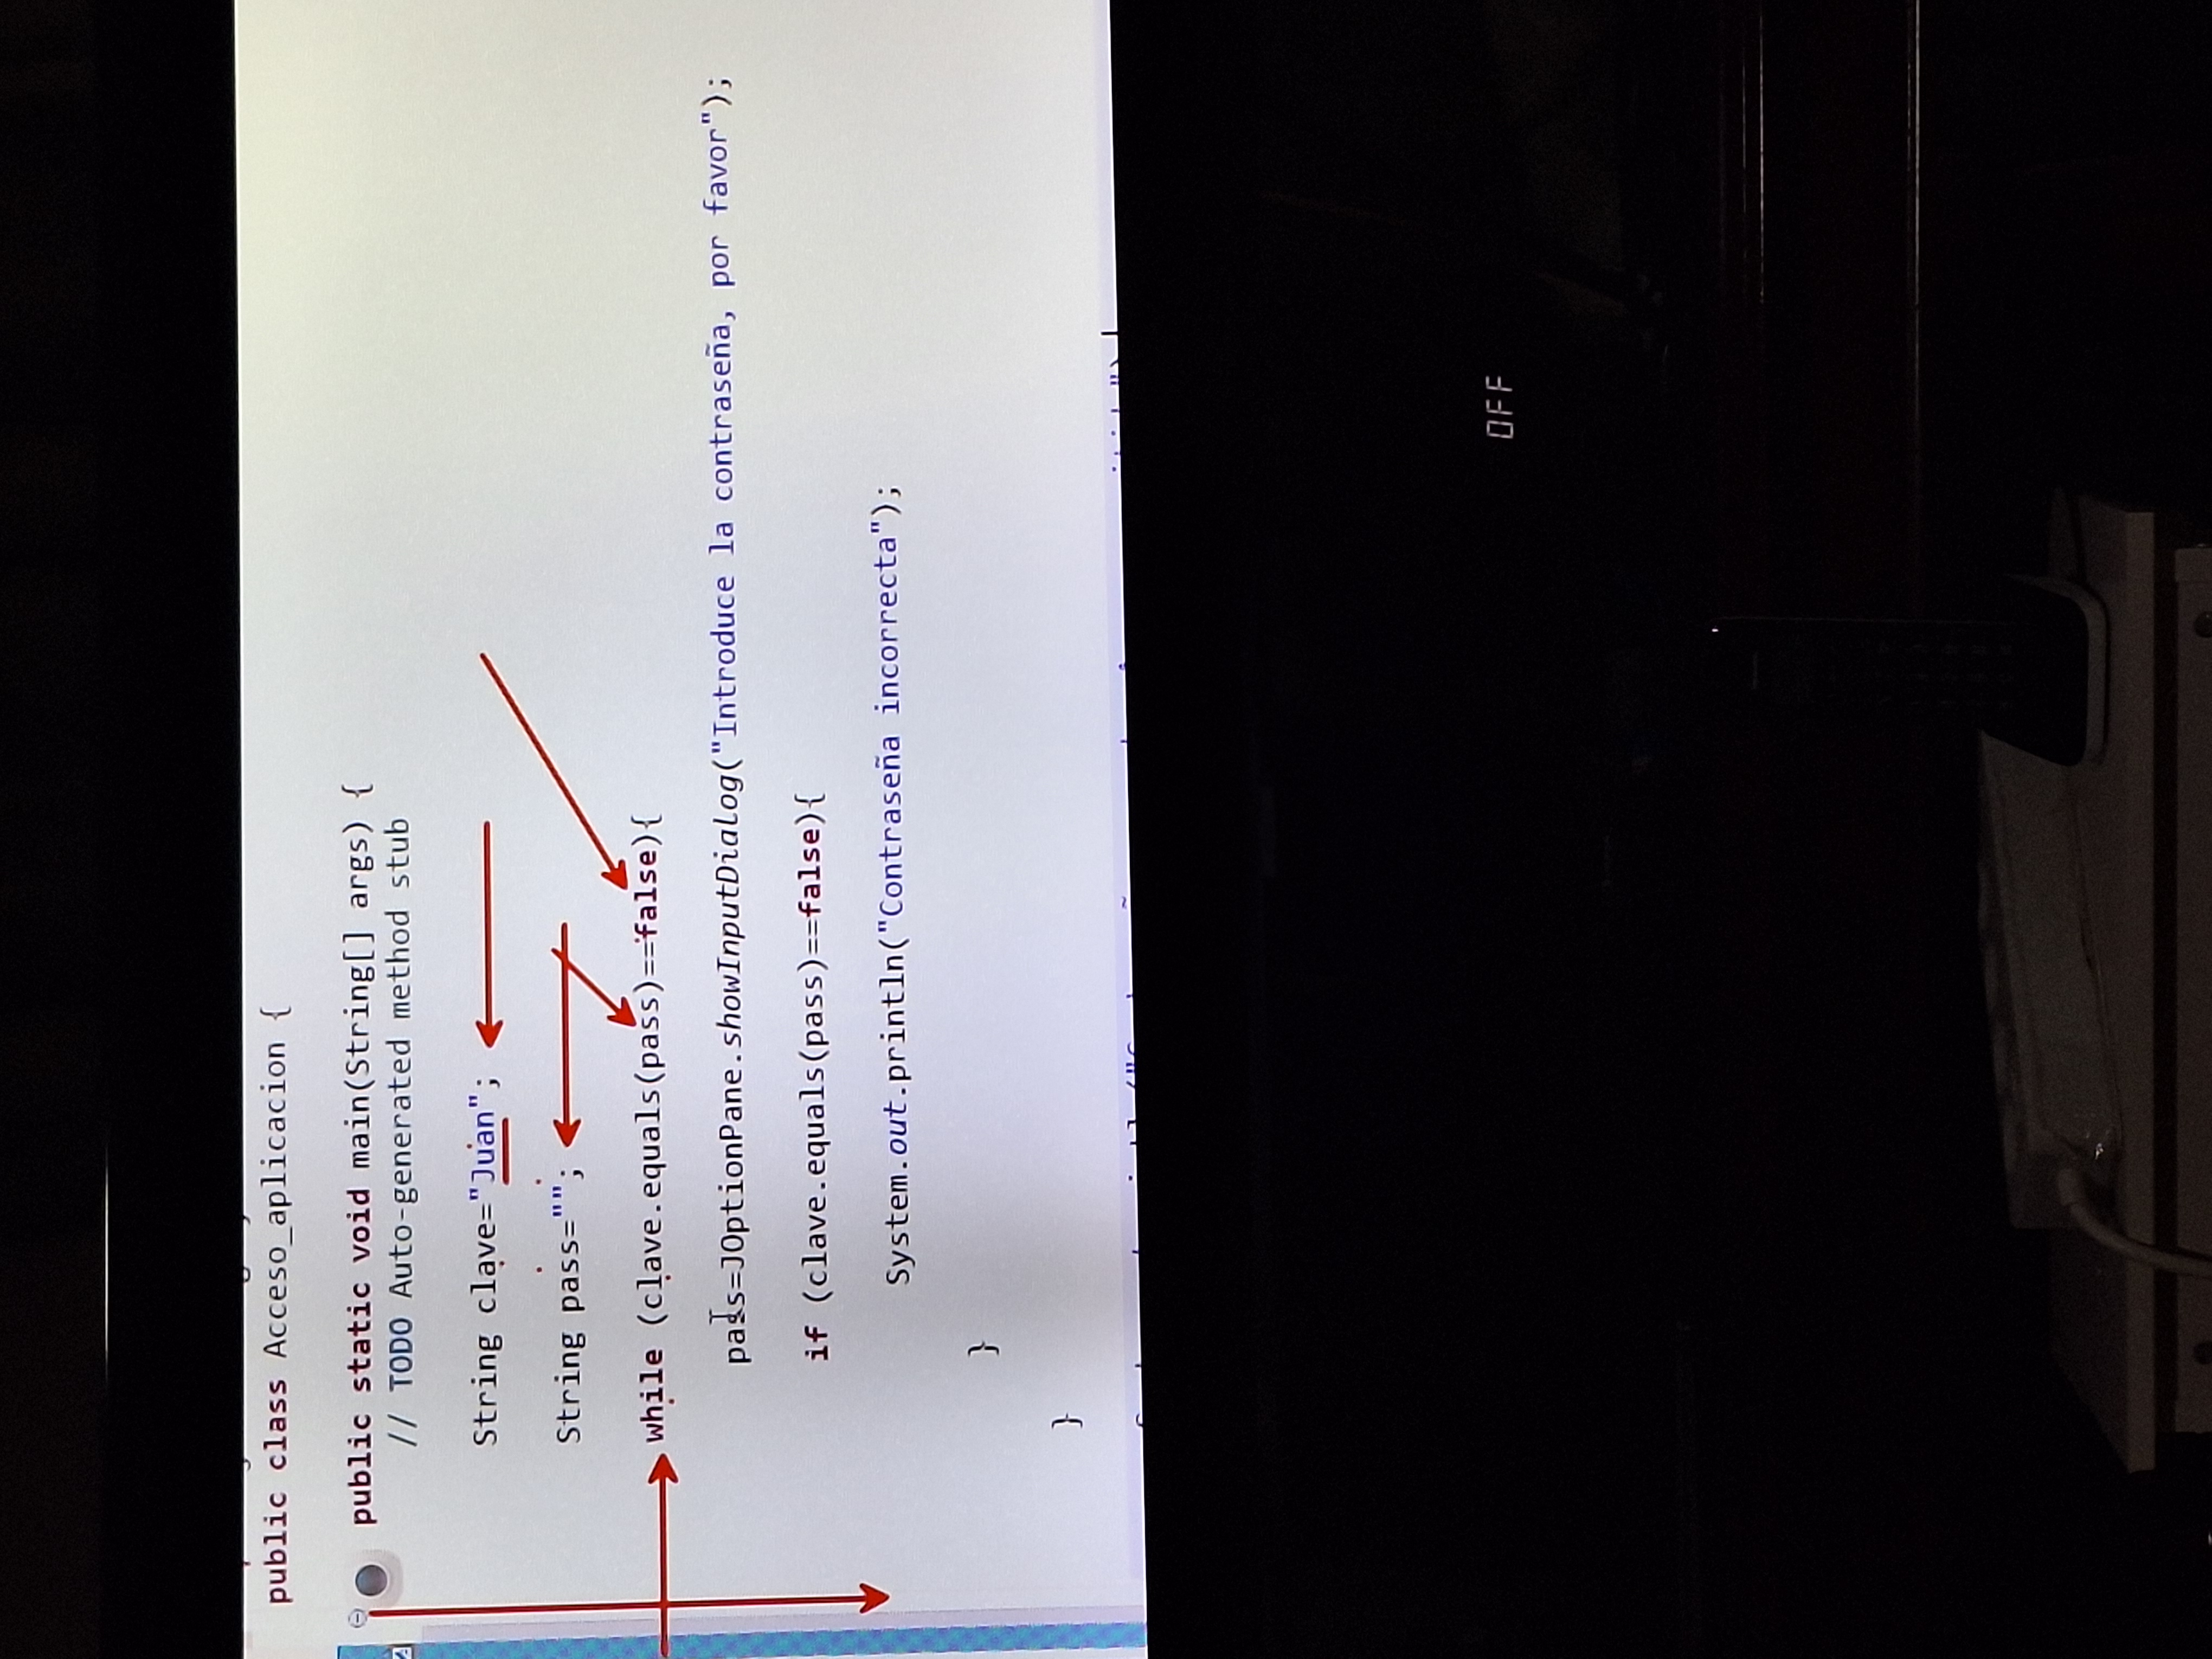 public class Acceso_aplicacion {
public static void main(String[] args) {
// TODO Auto-generated method stub
String clave="Juan";
String pass="";
while (clave.equals(pass)==false){
pass=JOptionPane.showInputDialog("Introduce la contraseña, por favor");
if (clave.equals(pass)==false){
System.out.println("Contraseña incorrecta");
}
}
OFF